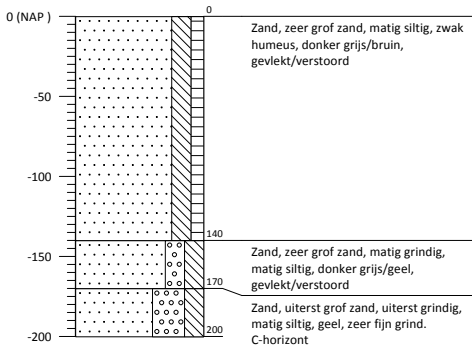 0 (NAP )
0
Zand, zeer grof zand, matig siltig, zwak
humeus, donker grijs/bruin,
gevlekt/verstoord
-50
-100
140
-150
Zand, zeer grof zand, matig grindig,
matig siltig, donker grijs/geel,
gevlekt/verstoord
170
Zand, uiterst grof zand, uiterst grindig,
matig siltig, geel, zeer fijn grind.
C-horizont
-200
200